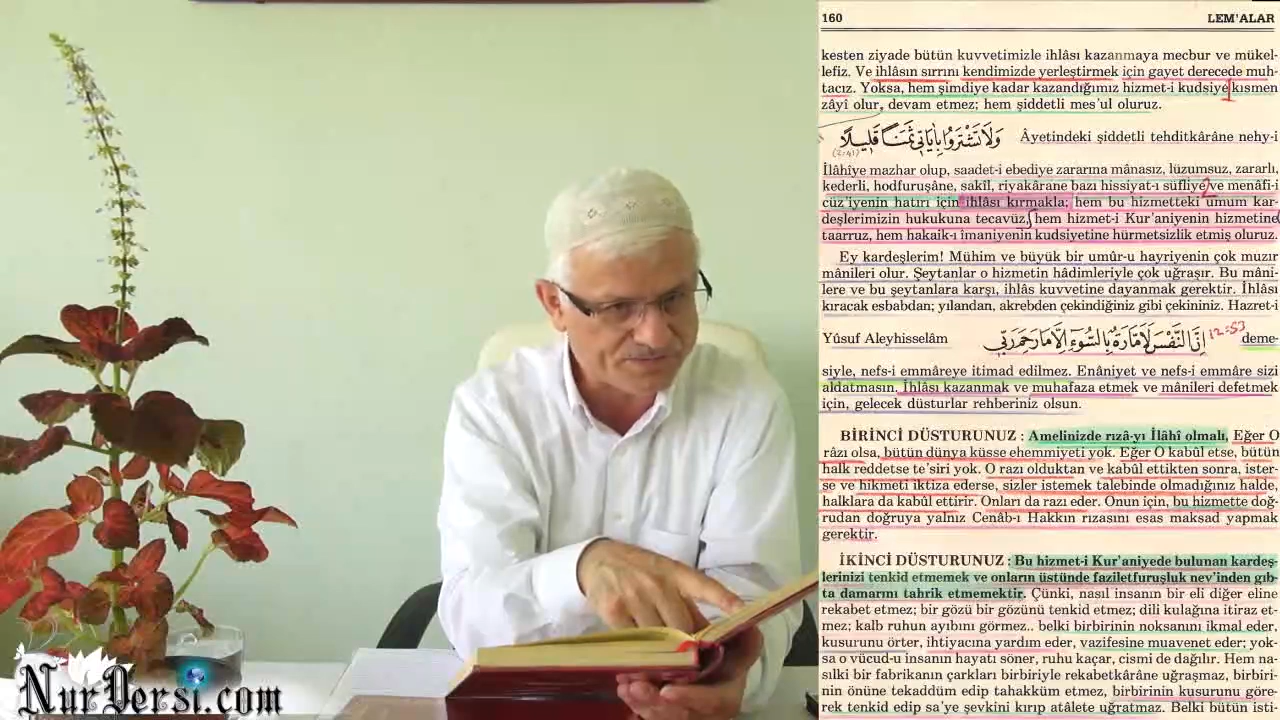 160 LEM'ALAR
kesten ziyade bütün kuvvetimizle ihlâsı kazanmaya mecbur ve mükel-
lefiz. Ve ihlâsın sırrını kendimizde yerleştirmek için gayet derecede muh-
tacız. Yoksa, hem şimdiye kadar kazandığımız hizmet-i kudsiye kısmen
zâyi olur, devam etmez; hem şiddetli mes'ul oluruz.
وَلَا تَشْتَرُوا بِاٰيَاتِى ثَمَنًا قَلِيلًا Âyetindeki şiddetli tehditkârâne nehy-i
(2:41)
İlâhîye mazhar olup, saadet-i ebediye zararına mânasız, lüzumsuz, zararlı,
kederli, hodfuruşâne, sakîl, riyakârane bazı hissiyat-ı süfliye ve menâfi-i
cüz'iyenin hatırı için ihlâsı kırmakla; hem bu hizmetteki umum kar-
deşlerimizin hukukuna tecavüz, hem hizmet-i Kur'aniyenin hizmetine
taarruz, hem hakaik-ı imaniyenin kudsiyetine hürmetsizlik etmiş oluruz.
Ey kardeşlerim! Mühim ve büyük bir umûr-u hayriyenin çok muzır
mânileri olur. Şeytanlar o hizmetin hâdimleriyle çok uğraşır. Bu mâni-
lere ve bu şeytanlara karşı, ihlâs kuvvetine dayanmak gerektir. İhlâsı
kıracak esbabdan; yılandan, akrebden çekindiğiniz gibi çekininiz. Hazret-i
Yûsuf Aleyhisselâm اِنَّ النَّفْسَ لَاَمَّارَةٌ بِالسُّوءِ اِلَّا مَا رَحِمَ رَبِّى 12:53 deme-
siyle, nefs-i emmâreye itimad edilmez. Enâniyet ve nefs-i emmâre sizi
aldatmasın. İhlâsı kazanmak ve muhafaza etmek ve mânileri defetmek
için, gelecek düsturlar rehberiniz olsun.
BİRİNCİ DÜSTURUNUZ : Amelinizde rızâ-yı İlâhî olmalı. Eğer O
râzı olsa, bütün dünya küsse ehemmiyeti yok. Eğer O kabûl etse, bütün
halk reddetse te'siri yok. O razı olduktan ve kabûl ettikten sonra, ister-
se ve hikmeti iktiza ederse, sizler istemek talebinde olmadığınız halde,
halklara da kabûl ettirir. Onları da razı eder. Onun için, bu hizmette doğ-
rudan doğruya yalnız Cenâb-ı Hakkın rızasını esas maksad yapmak
gerektir.
İKİNCİ DÜSTURUNUZ : Bu hizmet-i Kur'aniyede bulunan kardeş-
lerinizi tenkid etmemek ve onların üstünde faziletfuruşluk nev'inden gıb-
ta damarını tahrik etmemektir. Çünki, nasıl insanın bir eli diğer eline
rekabet etmez; bir gözü bir gözünü tenkid etmez; dili kulağına itiraz et-
mez; kalb ruhun ayıbını görmez.. belki birbirinin noksanını ikmal eder,
kusurunu örter, ihtiyacına yardım eder, vazifesine muavenet eder; yok-
sa o vücud-u insanın hayatı söner, ruhu kaçar, cismi de dağılır. Hem na-
sılki bir fabrikanın çarkları birbiriyle rekabetkârâne uğraşmaz, birbiri-
nin önüne tekaddüm edip tahakküm etmez, birbirinin kusurunu göre-
rek tenkid edip sa'ye şevkini kırıp atâlete uğratmaz. Belki bütün isti-
NurDersi.com